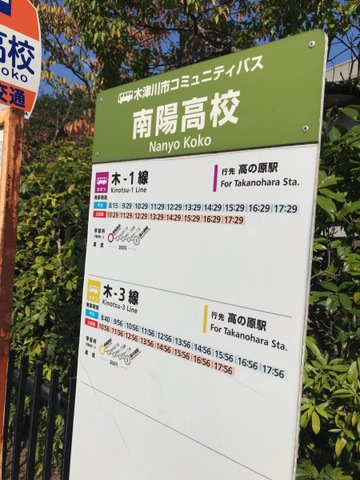 高校
Koko
交通
木津川市コミュニティバス
南陽高校
Nanyo Koko
木-1線
Kinotsu-1 Line
行先 高の原駅
For Takanohara Sta.
8:15 9:29 10:29 11:29 12:29 13:29 14:29 15:29 16:29 17:29
10:29 11:29 12:29 13:29 14:29 15:29 16:29 17:29
木-3線
Kinotsu-3 Line
行先 高の原駅
For Takanohara Sta.
8:40 9:56 10:56 11:56 12:56 13:56 14:56 15:56 16:56 17:56
10:56 11:56 12:56 13:56 14:56 15:56 16:56 17:56